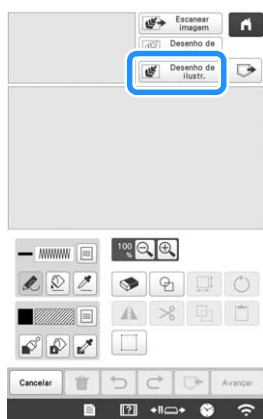 Escanear
imagem
Desenho de
Desenho de
ilustr.
100
%
Cancelar
Avançar